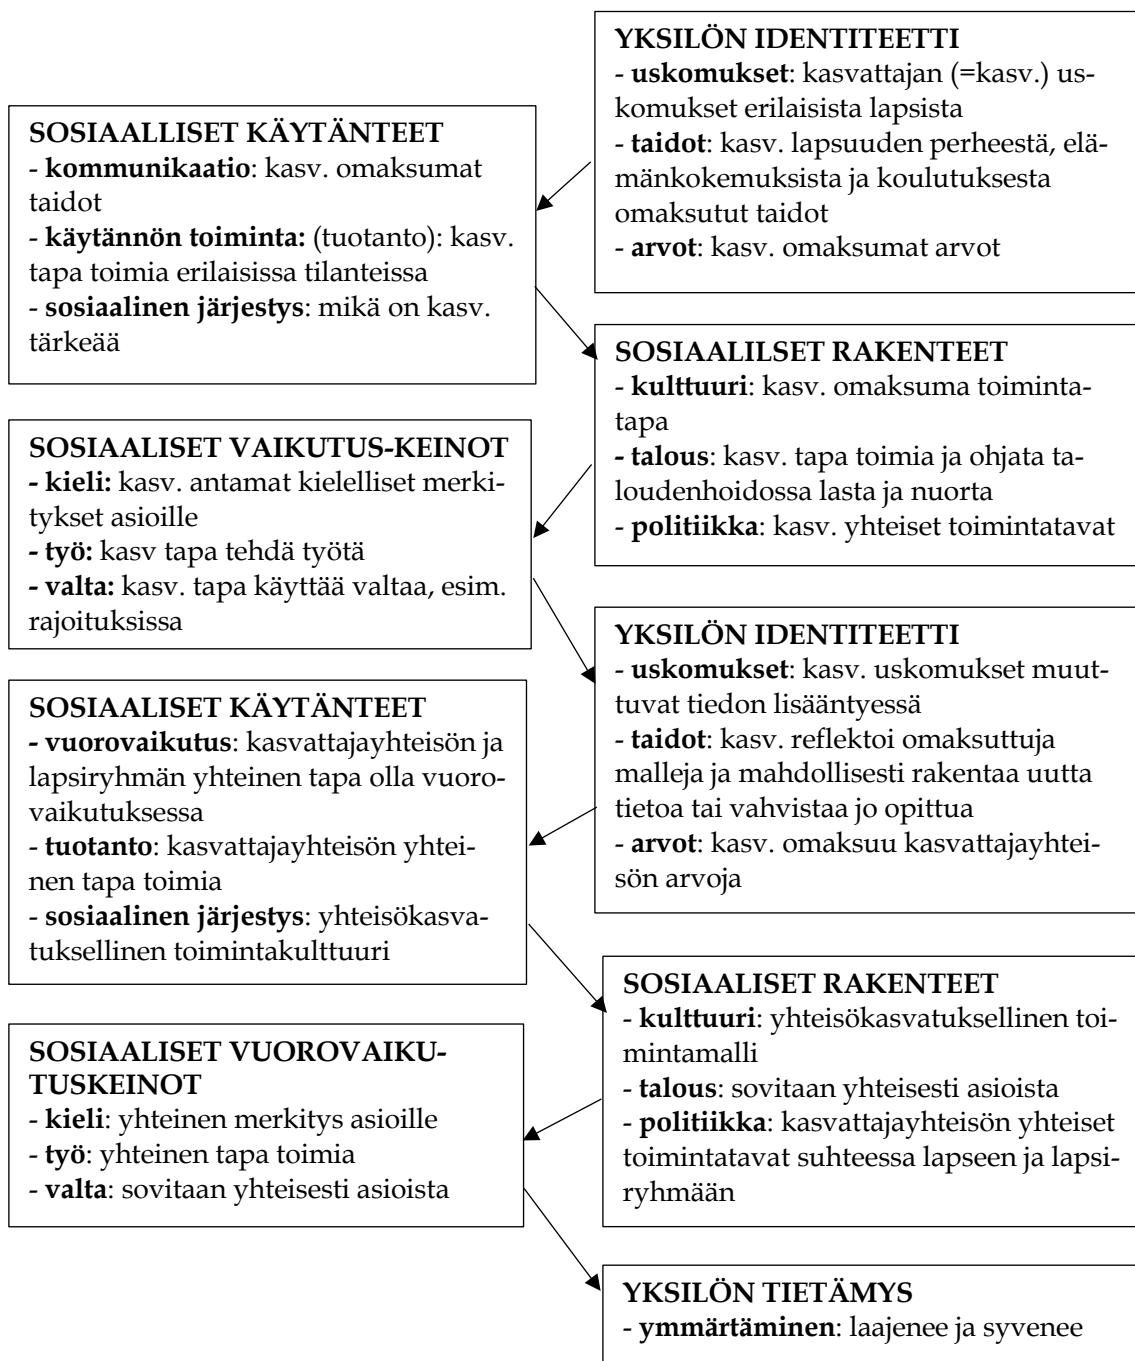 YKSILÖN IDENTITEETTI
- uskomukset: kasvattajan (=kasv.) us-
komukset erilaisista lapsista
- taidot: kasv. lapsuuden perheestä, elä-
mänkokemuksista ja koulutuksesta
omaksutut taidot
- arvot: kasv. omaksumat arvot
SOSIAALLISET KÄYTÄNTEET
- kommunikaatio: kasv. omaksumat
taidot
- käytännön toiminta: (tuotanto): kasv.
tapa toimia erilaisissa tilanteissa
- sosiaalinen järjestys: mikä on kasv.
tärkeää
SOSIAALILSET RAKENTEET
- kulttuuri: kasv. omaksuma toiminta-
tapa
- talous: kasv. tapa toimia ja ohjata ta-
loudenhoidossa lasta ja nuorta
- politiikka: kasv. yhteiset toimintatavat
SOSIAALISET VAIKUTUS-KEINOT
- kieli: kasv. antamat kielelliset merki-
tykset asioille
- työ: kasv tapa tehdä työtä
- valta: kasv. tapa käyttää valtaa, esim.
rajoituksissa
YKSILÖN IDENTITEETTI
- uskomukset: kasv. uskomukset muut-
tuvat tiedon lisääntyessä
- taidot: kasv. reflektoi omaksuttuja
malleja ja mahdollisesti rakentaa uutta
tietoa tai vahvistaa jo opittua
- arvot: kasv. omaksuu kasvattajayhtei-
sön arvoja
SOSIAALISET KÄYTÄNTEET
- vuorovaikutus: kasvattajayhteisön ja
lapsiryhmän yhteinen tapa olla vuoro-
vaikutuksessa
- tuotanto: kasvattajayhteisön yhtei-
nen tapa toimia
- sosiaalinen järjestys: yhteisökasva-
tuksellinen toimintakulttuuri
SOSIAALISET RAKENTEET
- kulttuuri: yhteisökasvatuksellinen toi-
mintamalli
- talous: sovitaan yhteisesti asioista
- politiikka: kasvattajayhteisön yhteiset
toimintatavat suhteessa lapseen ja lapsi-
ryhmään
SOSIAALISET VUOROVAIKU-
TUSKEINOT
- kieli: yhteinen merkitys asioille
- työ: yhteinen tapa toimia
- valta: sovitaan yhteisesti asioista
YKSILÖN TIETÄMYS
- ymmärtäminen: laajenee ja syvenee